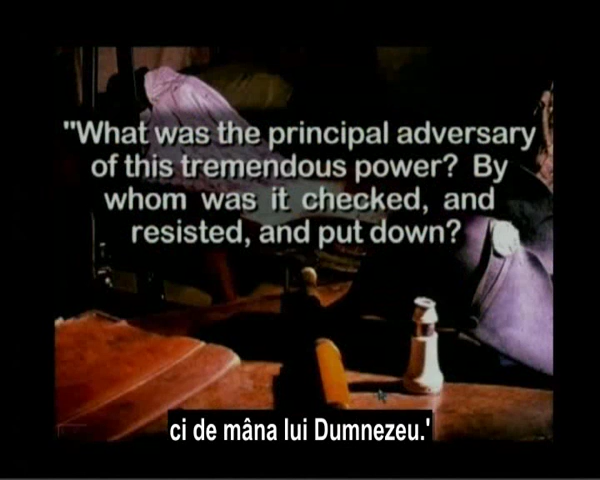 "What was the principal adversary
of this tremendous power? By
whom was it checked, and
resisted, and put down?
ci de mâna lui Dumnezeu.'